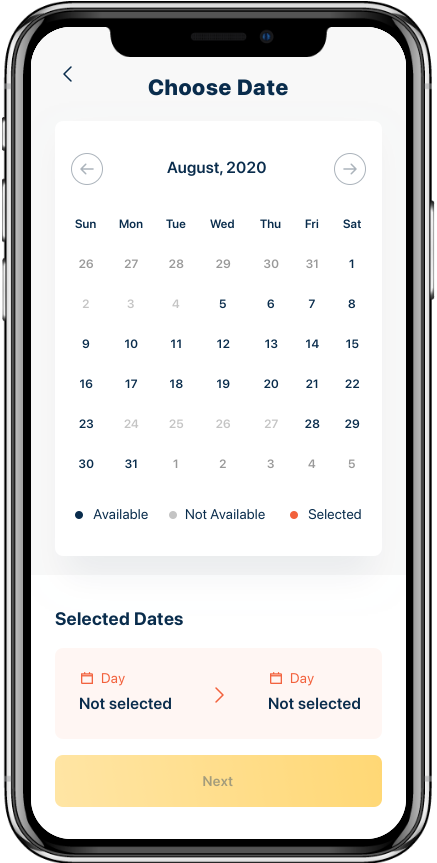 Choose Date
August, 2020
Sun Mon Tue Wed Thu Fri Sat
26 27 28 29 30 31 1
2 3 4 5 6 7 8
9 10 11 12 13 14 15
16 17 18 19 20 21 22
23 24 25 26 27 28 29
30 31 1 2 3 4 5
Available Not Available Selected
Selected Dates
Day Day
Not selected Not selected
Next